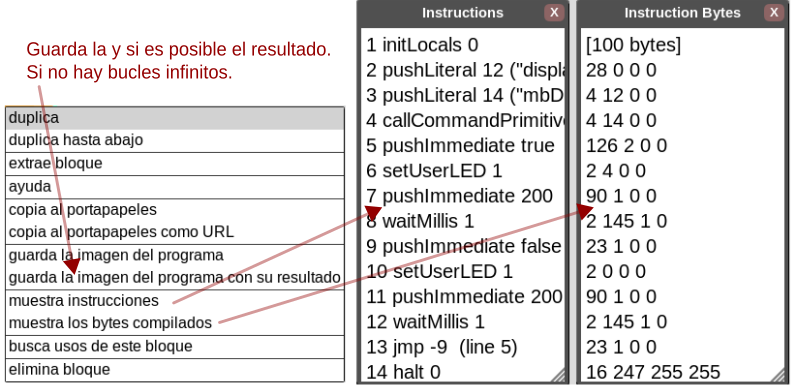 Guarda la y si es posible el resultado.
Si no hay bucles infinitos.
duplica
duplica hasta abajo
extrae bloque
ayuda
copia al portapapeles
copia al portapapeles como URL
guarda la imagen del programa
guarda la imagen del programa con su resultado
muestra instrucciones
muestra los bytes compilados
busca usos de este bloque
elimina bloque
Instructions X
1 initLocals 0
2 pushLiteral 12 ("displa
3 pushLiteral 14 ("mbD
4 callCommandPrimitive
5 pushImmediate true
6 setUserLED 1
7 pushImmediate 200
8 waitMillis 1
9 pushImmediate false
10 setUserLED 1
11 pushImmediate 200
12 waitMillis 1
13 jmp -9 (line 5)
14 halt 0
Instruction Bytes X
[100 bytes]
28 0 0 0
4 12 0 0
4 14 0 0
126 2 0 0
2 4 0 0
90 1 0 0
2 145 1 0
23 1 0 0
2 0 0 0
90 1 0 0
2 145 1 0
23 1 0 0
16 247 255 255